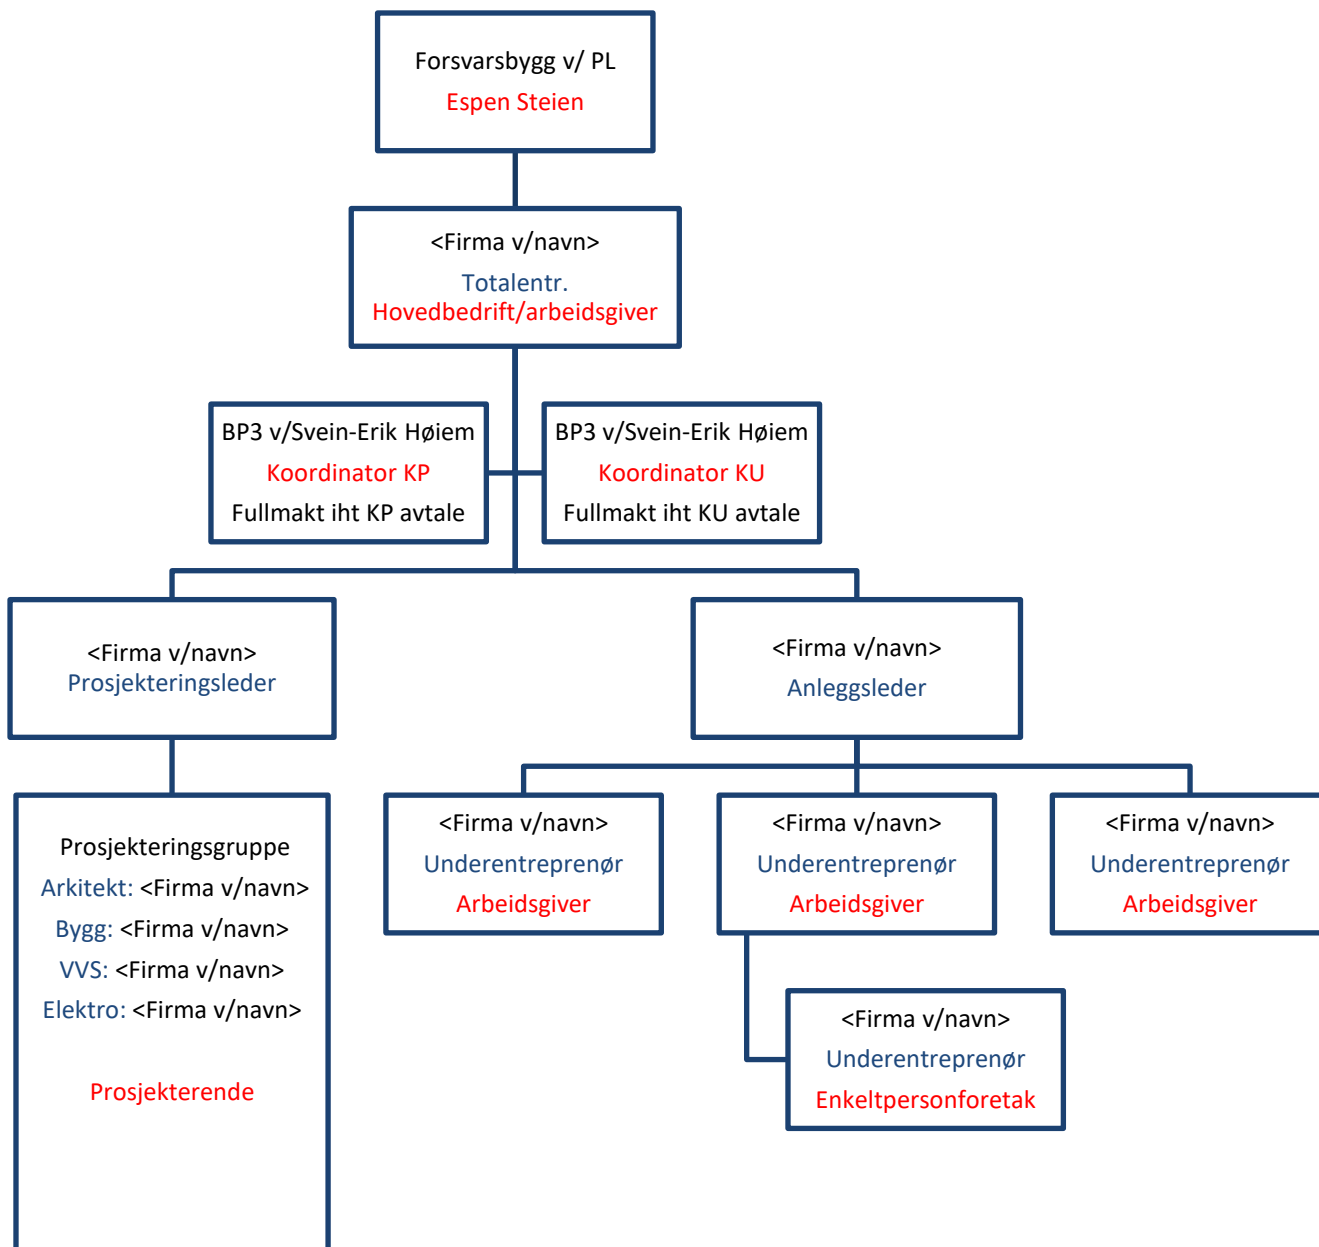 Forsvarsbygg v/ PL
Espen Steien
<Firma v/navn>
Totalentr.
Hovedbedrift/arbeidsgiver
BP3 v/Svein-Erik Høiem
Koordinator KP
Fullmakt iht KP avtale
BP3 v/Svein-Erik Høiem
Koordinator KU
Fullmakt iht KU avtale
<Firma v/navn>
Prosjekteringsleder
<Firma v/navn>
Anleggsleder
Prosjekteringsgruppe
Arkitekt: <Firma v/navn>
Bygg: <Firma v/navn>
VVS: <Firma v/navn>
Elektro: <Firma v/navn>
Prosjekterende
<Firma v/navn>
Underentreprenør
Arbeidsgiver
<Firma v/navn>
Underentreprenør
Arbeidsgiver
<Firma v/navn>
Underentreprenør
Arbeidsgiver
<Firma v/navn>
Underentreprenør
Enkeltpersonforetak